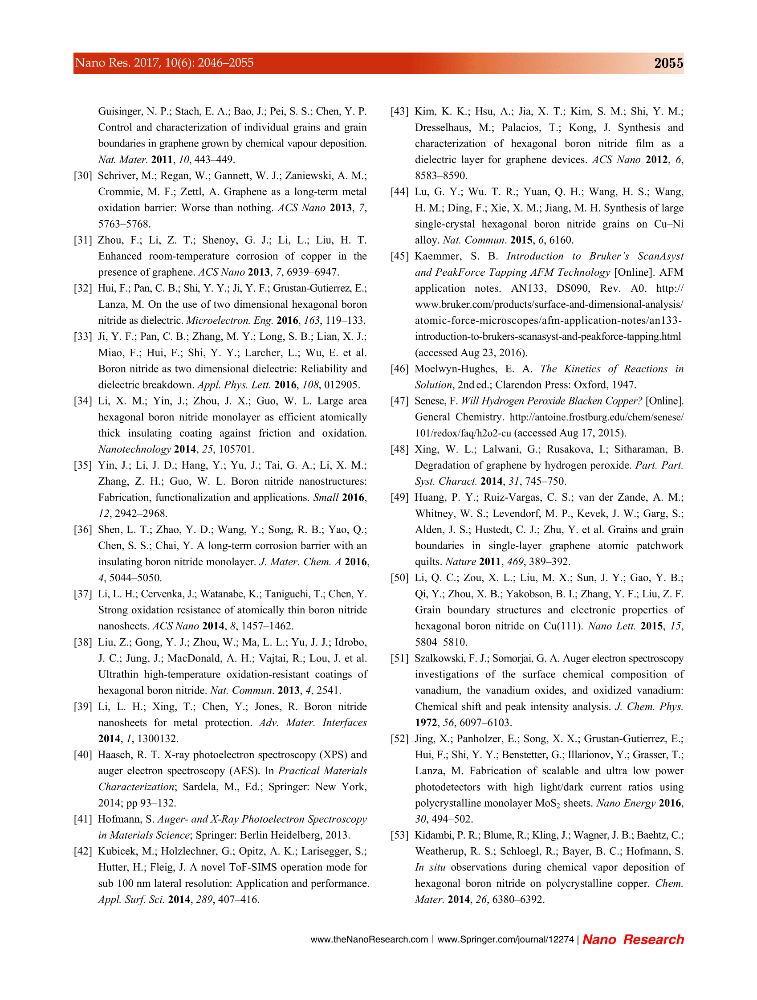 Nano Res. 2017, 10(6): 2046–2055
2055
Guisinger, N. P.; Stach, E. A.; Bao, J.; Pei, S. S.; Chen, Y. P.
Control and characterization of individual grains and grain
boundaries in graphene grown by chemical vapour deposition.
Nat. Mater. 2011, 10, 443–449.
[30] Schriver, M.; Regan, W.; Gannett, W. J.; Zaniewski, A. M.;
Crommie, M. F.; Zettl, A. Graphene as a long-term metal
oxidation barrier: Worse than nothing. ACS Nano 2013, 7,
5763–5768.
[31] Zhou, F.; Li, Z. T.; Shenoy, G. J.; Li, L.; Liu, H. T.
Enhanced room-temperature corrosion of copper in the
presence of graphene. ACS Nano 2013, 7, 6939–6947.
[32] Hui, F.; Pan, C. B.; Shi, Y. Y.; Ji, Y. F.; Grustan-Gutierrez, E.;
Lanza, M. On the use of two dimensional hexagonal boron
nitride as dielectric. Microelectron. Eng. 2016, 163, 119–133.
[33] Ji, Y. F.; Pan, C. B.; Zhang, M. Y.; Long, S. B.; Lian, X. J.;
Miao, F.; Hui, F.; Shi, Y. Y.; Larcher, L.; Wu, E. et al.
Boron nitride as two dimensional dielectric: Reliability and
dielectric breakdown. Appl. Phys. Lett. 2016, 108, 012905.
[34] Li, X. M.; Yin, J.; Zhou, J. X.; Guo, W. L. Large area
hexagonal boron nitride monolayer as efficient atomically
thick insulating coating against friction and oxidation.
Nanotechnology 2014, 25, 105701.
[35] Yin, J.; Li, J. D.; Hang, Y.; Yu, J.; Tai, G. A.; Li, X. M.;
Zhang, Z. H.; Guo, W. L. Boron nitride nanostructures:
Fabrication, functionalization and applications. Small 2016,
12, 2942–2968.
[36] Shen, L. T.; Zhao, Y. D.; Wang, Y.; Song, R. B.; Yao, Q.;
Chen, S. S.; Chai, Y. A long-term corrosion barrier with an
insulating boron nitride monolayer. J. Mater. Chem. A 2016,
4, 5044–5050.
[37] Li, L. H.; Cervenka, J.; Watanabe, K.; Taniguchi, T.; Chen, Y.
Strong oxidation resistance of atomically thin boron nitride
nanosheets. ACS Nano 2014, 8, 1457–1462.
[38] Liu, Z.; Gong, Y. J.; Zhou, W.; Ma, L. L.; Yu, J. J.; Idrobo,
J. C.; Jung, J.; MacDonald, A. H.; Vajtai, R.; Lou, J. et al.
Ultrathin high-temperature oxidation-resistant coatings of
hexagonal boron nitride. Nat. Commun. 2013, 4, 2541.
[39] Li, L. H.; Xing, T.; Chen, Y.; Jones, R. Boron nitride
nanosheets for metal protection. Adv. Mater. Interfaces
2014, 1, 1300132.
[40] Haasch, R. T. X-ray photoelectron spectroscopy (XPS) and
auger electron spectroscopy (AES). In Practical Materials
Characterization; Sardela, M., Ed.; Springer: New York,
2014; pp 93–132.
[41] Hofmann, S. Auger- and X-Ray Photoelectron Spectroscopy
in Materials Science; Springer: Berlin Heidelberg, 2013.
[42] Kubicek, M.; Holzlechner, G.; Opitz, A. K.; Larisegger, S.;
Hutter, H.; Fleig, J. A novel ToF-SIMS operation mode for
sub 100 nm lateral resolution: Application and performance.
Appl. Surf. Sci. 2014, 289, 407–416.
[43] Kim, K. K.; Hsu, A.; Jia, X. T.; Kim, S. M.; Shi, Y. M.;
Dresselhaus, M.; Palacios, T.; Kong, J. Synthesis and
characterization of hexagonal boron nitride film as a
dielectric layer for graphene devices. ACS Nano 2012, 6,
8583–8590.
[44] Lu, G. Y.; Wu. T. R.; Yuan, Q. H.; Wang, H. S.; Wang,
H. M.; Ding, F.; Xie, X. M.; Jiang, M. H. Synthesis of large
single-crystal hexagonal boron nitride grains on Cu–Ni
alloy. Nat. Commun. 2015, 6, 6160.
[45] Kaemmer, S. B. Introduction to Bruker's ScanAsyst
and PeakForce Tapping AFM Technology [Online]. AFM
application notes. AN133, DS090, Rev. A0. http://
www.bruker.com/products/surface-and-dimensional-analysis/
atomic-force-microscopes/afm-application-notes/an133-
introduction-to-brukers-scanasyst-and-peakforce-tapping.html
(accessed Aug 23, 2016).
[46] Moelwyn-Hughes, E. A. The Kinetics of Reactions in
Solution, 2nd ed.; Clarendon Press: Oxford, 1947.
[47] Senese, F. Will Hydrogen Peroxide Blacken Copper? [Online].
General Chemistry. http://antoine.frostburg.edu/chem/senese/
101/redox/faq/h2o2-cu (accessed Aug 17, 2015).
[48] Xing, W. L.; Lalwani, G.; Rusakova, I.; Sitharaman, B.
Degradation of graphene by hydrogen peroxide. Part. Part.
Syst. Charact. 2014, 31, 745–750.
[49] Huang, P. Y.; Ruiz-Vargas, C. S.; van der Zande, A. M.;
Whitney, W. S.; Levendorf, M. P., Kevek, J. W.; Garg, S.;
Alden, J. S.; Hustedt, C. J.; Zhu, Y. et al. Grains and grain
boundaries in single-layer graphene atomic patchwork
quilts. Nature 2011, 469, 389–392.
[50] Li, Q. C.; Zou, X. L.; Liu, M. X.; Sun, J. Y.; Gao, Y. B.;
Qi, Y.; Zhou, X. B.; Yakobson, B. I.; Zhang, Y. F.; Liu, Z. F.
Grain boundary structures and electronic properties of
hexagonal boron nitride on Cu(111). Nano Lett. 2015, 15,
5804–5810.
[51] Szalkowski, F. J.; Somorjai, G. A. Auger electron spectroscopy
investigations of the surface chemical composition of
vanadium, the vanadium oxides, and oxidized vanadium:
Chemical shift and peak intensity analysis. J. Chem. Phys.
1972, 56, 6097–6103.
[52] Jing, X.; Panholzer, E.; Song, X. X.; Grustan-Gutierrez, E.;
Hui, F.; Shi, Y. Y.; Benstetter, G.; Illarionov, Y.; Grasser, T.;
Lanza, M. Fabrication of scalable and ultra low power
photodetectors with high light/dark current ratios using
polycrystalline monolayer MoS₂ sheets. Nano Energy 2016,
30, 494–502.
[53] Kidambi, P. R.; Blume, R.; Kling, J.; Wagner, J. B.; Baehtz, C.;
Weatherup, R. S.; Schloegl, R.; Bayer, B. C.; Hofmann, S.
In situ observations during chemical vapor deposition of
hexagonal boron nitride on polycrystalline copper. Chem.
Mater. 2014, 26, 6380–6392.
www.theNanoResearch.com | www.Springer.com/journal/12274 | Nano Research